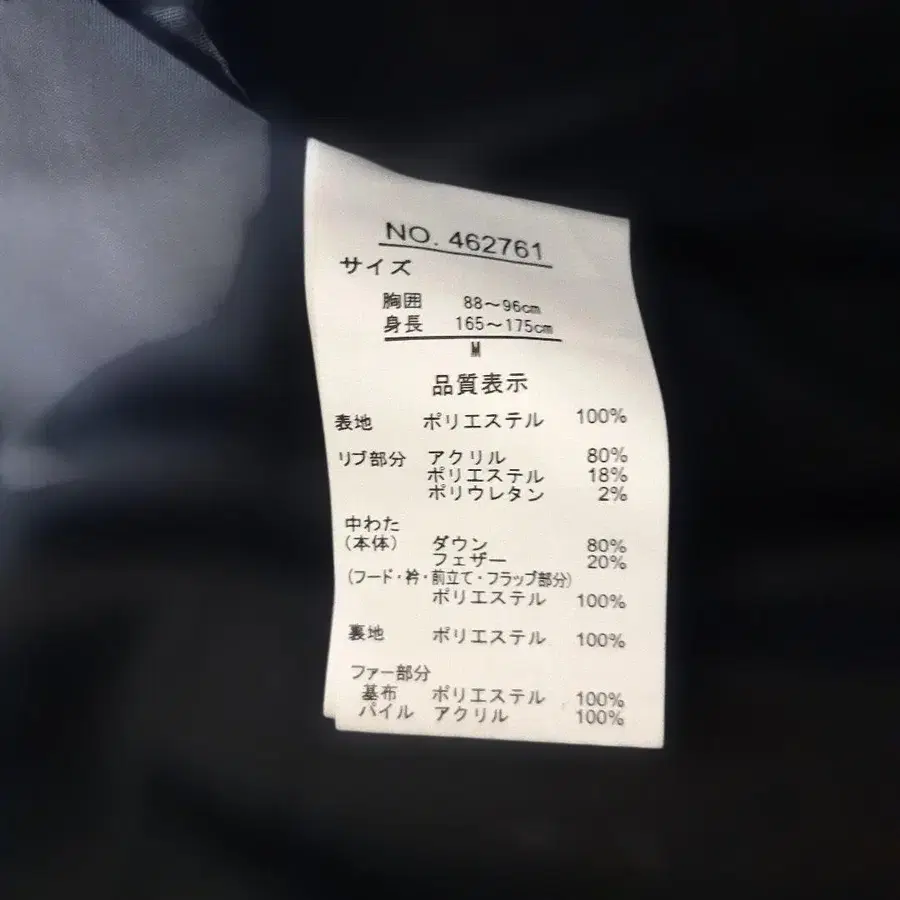 NO. 462761
サイズ
胸囲 88～96cm
身長 165～175cm
M
品質表示
表地 ポリエステル 100%
リブ部分 アクリル 80%
ポリエステル 18%
ポリウレタン 2%
中わた
(本体) ダウン 80%
フェザー 20%
(フード・衿・前立て・フラップ部分)
ポリエステル 100%
裏地 ポリエステル 100%
ファー部分
基布 ポリエステル 100%
パイル アクリル 100%